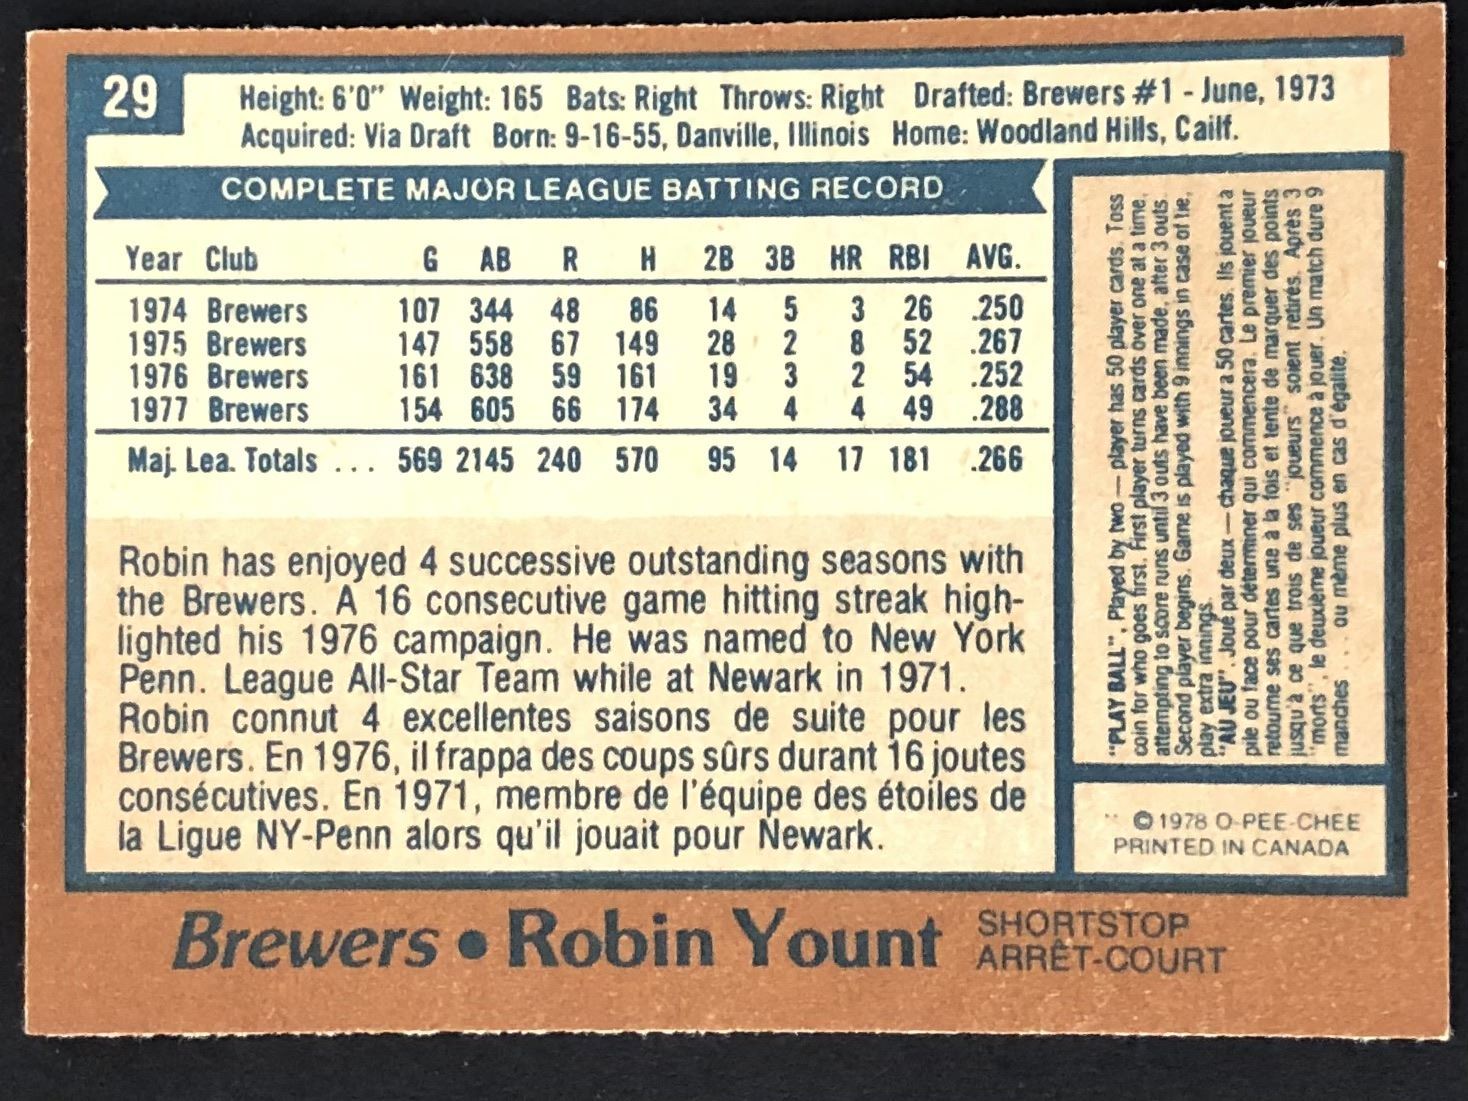 29
Height: 6'0" Weight: 165 Bats: Right Throws: Right Drafted: Brewers #1 - June, 1973
Acquired: Via Draft Born: 9-16-55, Danville, Illinois Home: Woodland Hills, Cailf.
COMPLETE MAJOR LEAGUE BATTING RECORD
Year Club G AB R H 2B 3B HR RBI AVG.
1974 Brewers 107 344 48 86 14 5 3 26 .250
1975 Brewers 147 558 67 149 28 2 8 52 .267
1976 Brewers 161 638 59 161 19 3 2 54 .252
1977 Brewers 154 605 66 174 34 4 4 49 .288
Maj. Lea. Totals ... 569 2145 240 570 95 14 17 181 .266
Robin has enjoyed 4 successive outstanding seasons with
the Brewers. A 16 consecutive game hitting streak high-
lighted his 1976 campaign. He was named to New York
Penn. League All-Star Team while at Newark in 1971.
Robin connut 4 excellentes saisons de suite pour les
Brewers. En 1976, il frappa des coups sûrs durant 16 joutes
consécutives. En 1971, membre de l'équipe des étoiles de
la Ligue NY-Penn alors qu'il jouait pour Newark.
"PLAY BALL". Played by two — player has 50 player cards. Toss
coin for who goes first. First player turns cards over one at a time,
attempting to score runs until 3 outs have been made, after 3 outs.
Second player begins. Game is played with 9 innings in case of tie,
play extra innings.
"AU JEU". Joué par deux — chaque joueur a 50 cartes. Ils jouent à
pile ou face pour déterminer qui commencera. Le premier joueur
retourne ses cartes une à la fois et tente de marquer des points
jusqu'à ce que trois de ses "joueurs" soient retirés. Après 3
"morts", le deuxième joueur commence à jouer. Un match dure 9
manches ... ou même plus en cas d'égalité.
©1978 O-PEE-CHEE
PRINTED IN CANADA
Brewers • Robin Yount SHORTSTOP
ARRÊT-COURT